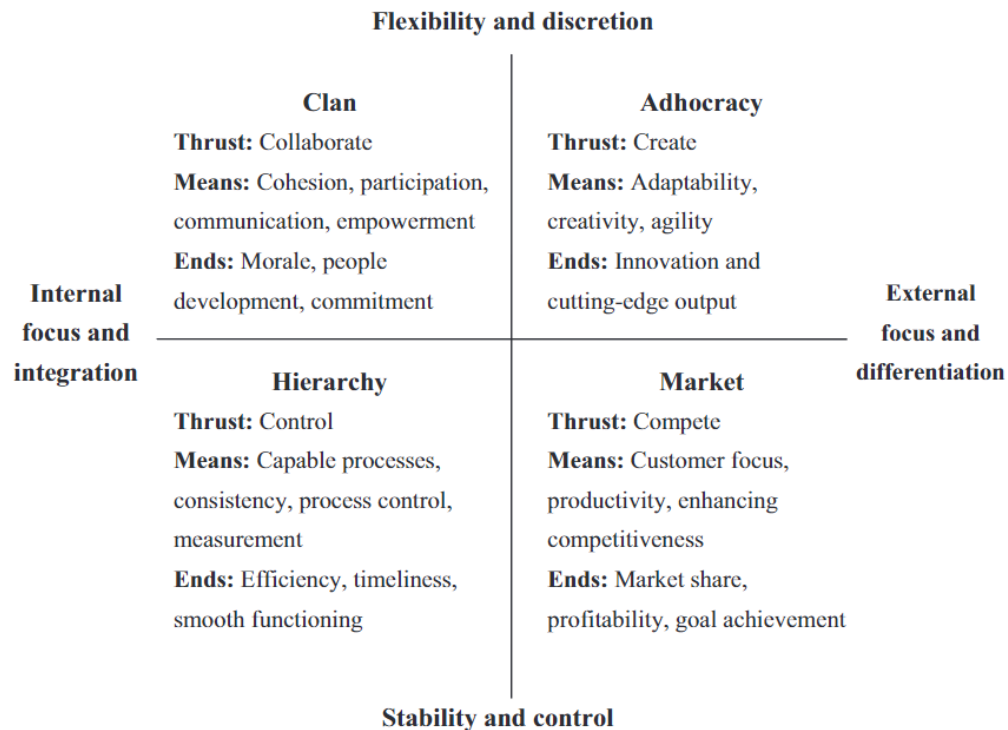 Flexibility and discretion
Clan
Thrust: Collaborate
Means: Cohesion, participation,
communication, empowerment
Ends: Morale, people
development, commitment
Adhocracy
Thrust: Create
Means: Adaptability,
creativity, agility
Ends: Innovation and
cutting-edge output
Internal
focus and
integration
External
focus and
differentiation
Hierarchy
Thrust: Control
Means: Capable processes,
consistency, process control,
measurement
Ends: Efficiency, timeliness,
smooth functioning
Market
Thrust: Compete
Means: Customer focus,
productivity, enhancing
competitiveness
Ends: Market share,
profitability, goal achievement
Stability and control